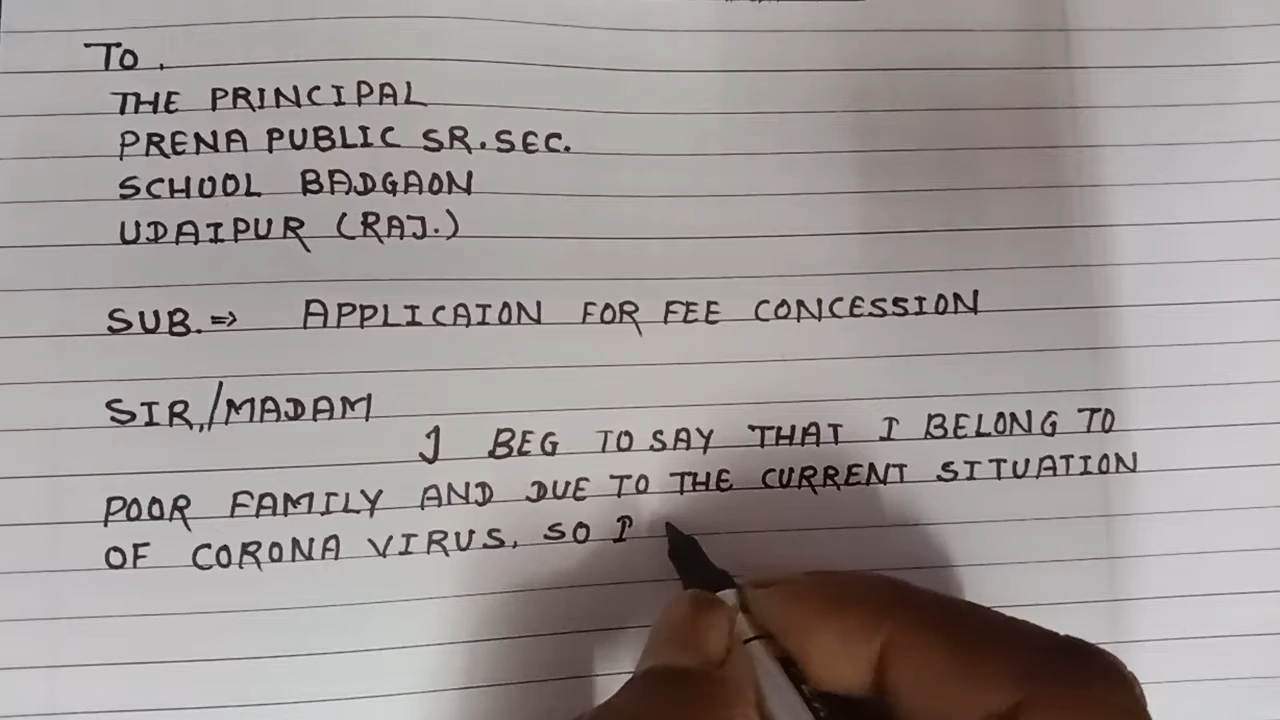 TO,
THE PRINCIPAL
PRENA PUBLIC SR. SEC.
SCHOOL BADGAON
UDAIPUR (RAJ.)
SUB. ⇒ APPLICAION FOR FEE CONCESSION
SIR,/MADAM
I BEG TO SAY THAT I BELONG TO
POOR FAMILY AND DUE TO THE CURRENT SITUATION
OF CORONA VIRUS. SO I